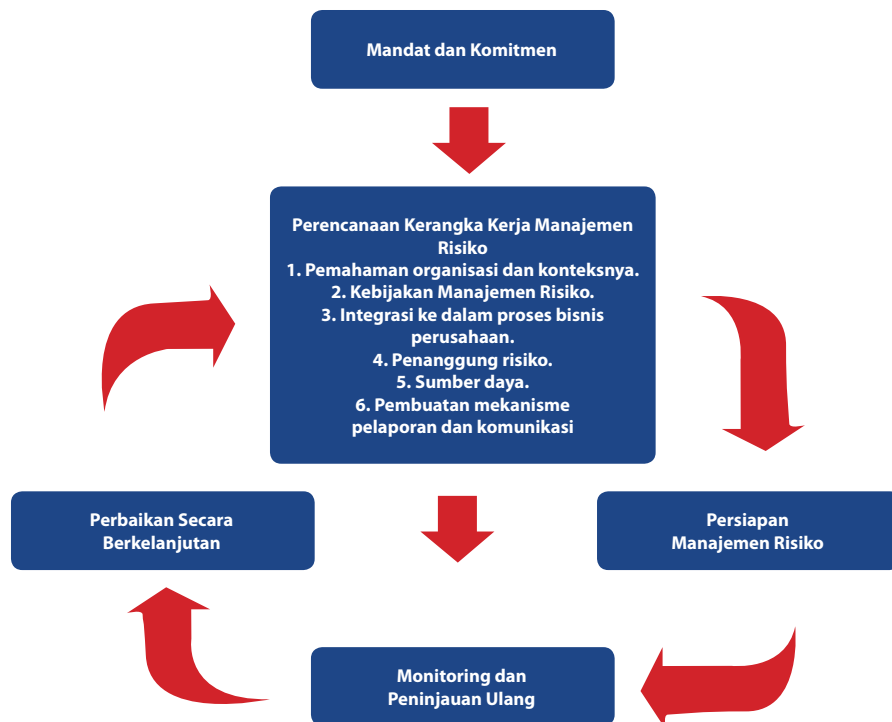 Mandat dan Komitmen
Perencanaan Kerangka Kerja Manajemen
Risiko
1. Pemahaman organisasi dan konteksnya.
2. Kebijakan Manajemen Risiko.
3. Integrasi ke dalam proses bisnis
perusahaan.
4. Penanggung risiko.
5. Sumber daya.
6. Pembuatan mekanisme
pelaporan dan komunikasi
Perbaikan Secara
Berkelanjutan
Persiapan
Manajemen Risiko
Monitoring dan
Peninjauan Ulang